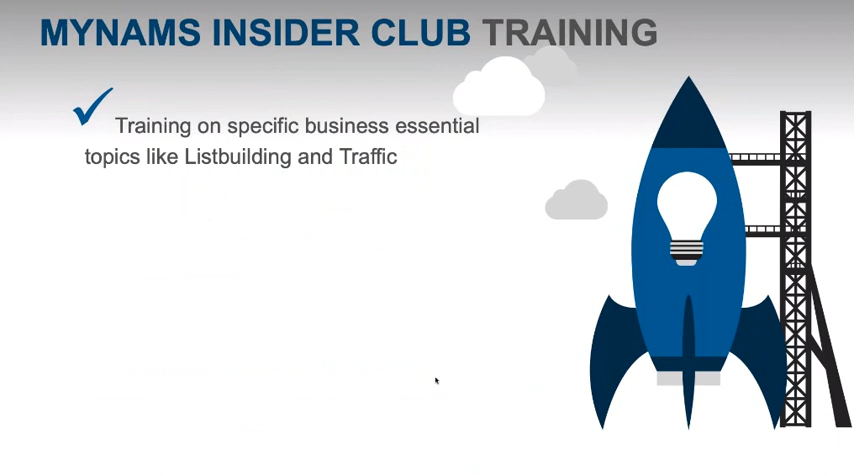 MYNAMS INSIDER CLUB TRAINING
Training on specific business essential
topics like Listbuilding and Traffic